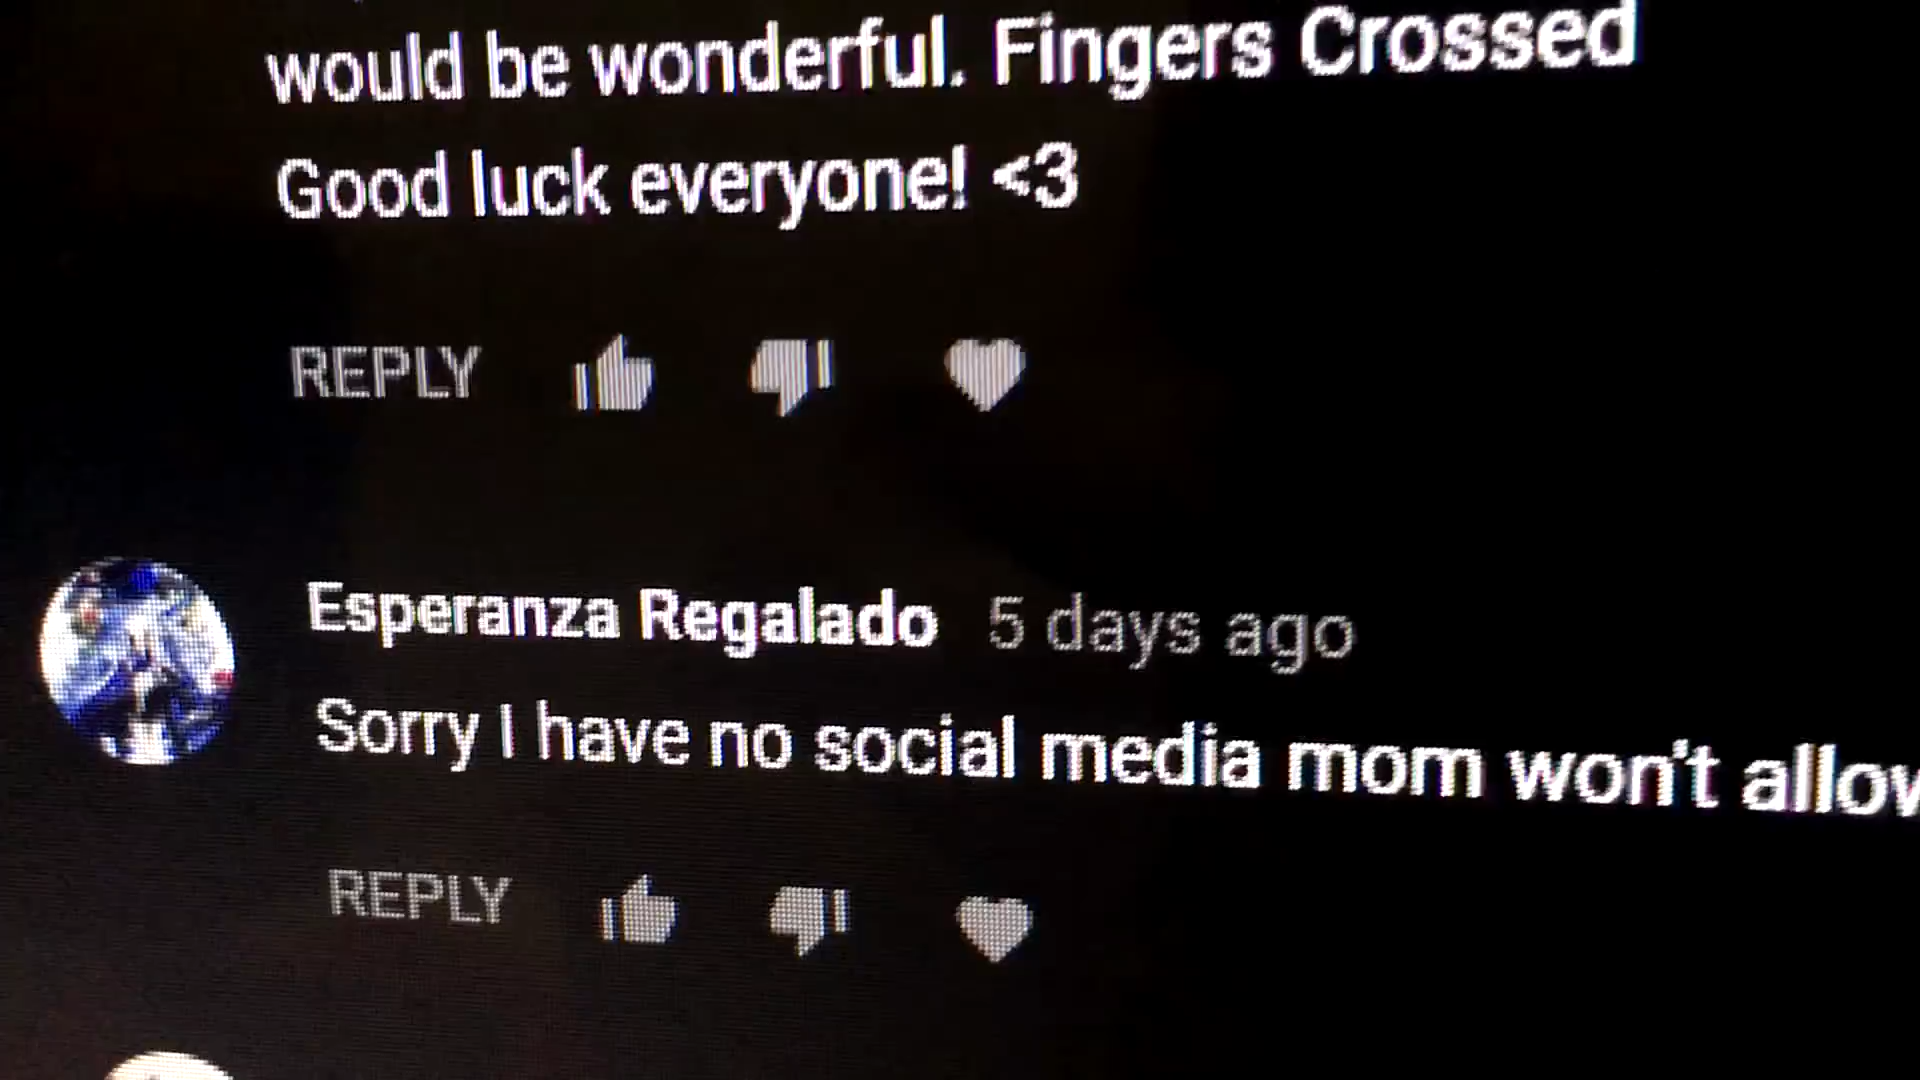 would be wonderful. Fingers Crossed
Good luck everyone! <3
REPLY
Esperanza Regalado 5 days ago
Sorry I have no social media mom won't allow
REPLY